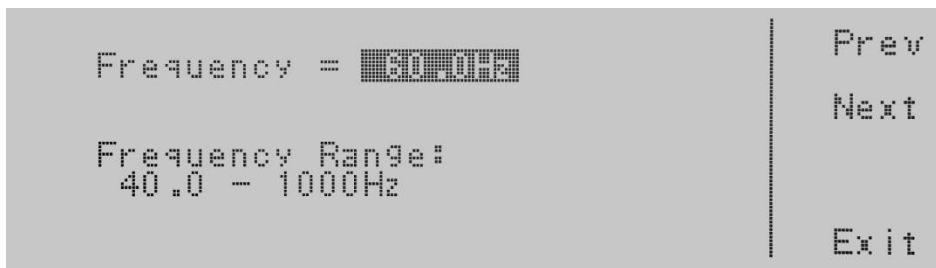 Frequency = 60.0Hz
Frequency Range:
40.0 - 1000Hz
Prev
Next
Exit